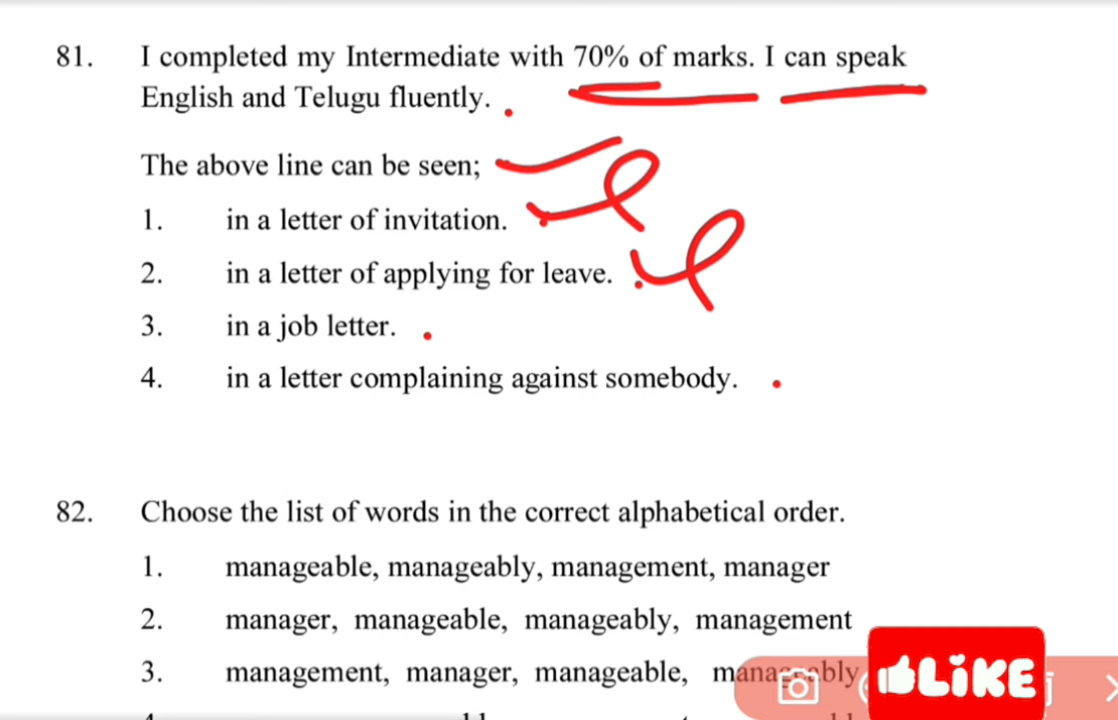 81. I completed my Intermediate with 70% of marks. I can speak
English and Telugu fluently.
The above line can be seen;
1. in a letter of invitation.
2. in a letter of applying for leave.
3. in a job letter.
4. in a letter complaining against somebody.
82. Choose the list of words in the correct alphabetical order.
1. manageable, manageably, management, manager
2. manager, manageable, manageably, management
3. management, manager, manageable, manageably
LiKE